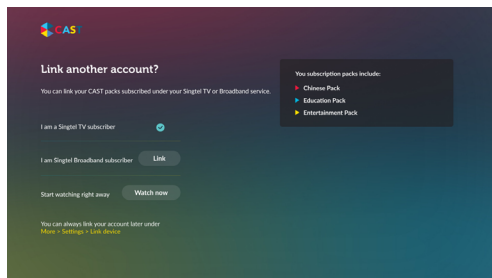 CAST
Link another account?
You can link your CAST packs subscribed under your Singtel TV or Broadband service.
I am a Singtel TV subscriber
I am Singtel Broadband subscriber
Link
Start watching right away
Watch now
You can always link your account later under
More > Settings > Link device
You subscription packs include:
Chinese Pack
Education Pack
Entertainment Pack